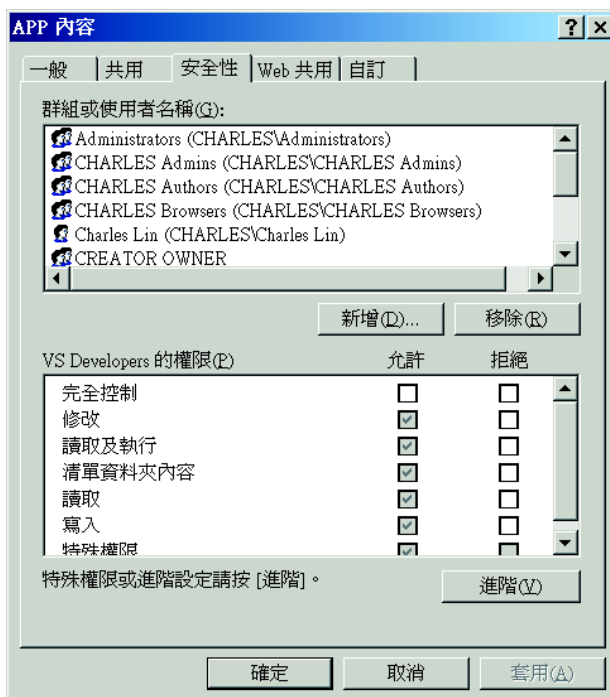 APP 內容
一般 共用 安全性 Web 共用 自訂
群組或使用者名稱(G):
Administrators (CHARLES\Administrators)
CHARLES Admins (CHARLES\CHARLES Admins)
CHARLES Authors (CHARLES\CHARLES Authors)
CHARLES Browsers (CHARLES\CHARLES Browsers)
Charles Lin (CHARLES\Charles Lin)
CREATOR OWNER
新增(D)... 移除(R)
VS Developers 的權限(P) 允許 拒絕
完全控制
修改
讀取及執行
清單資料夾內容
讀取
寫入
特殊權限
特殊權限或進階設定請按 [進階]。
進階(V)
確定 取消 套用(A)